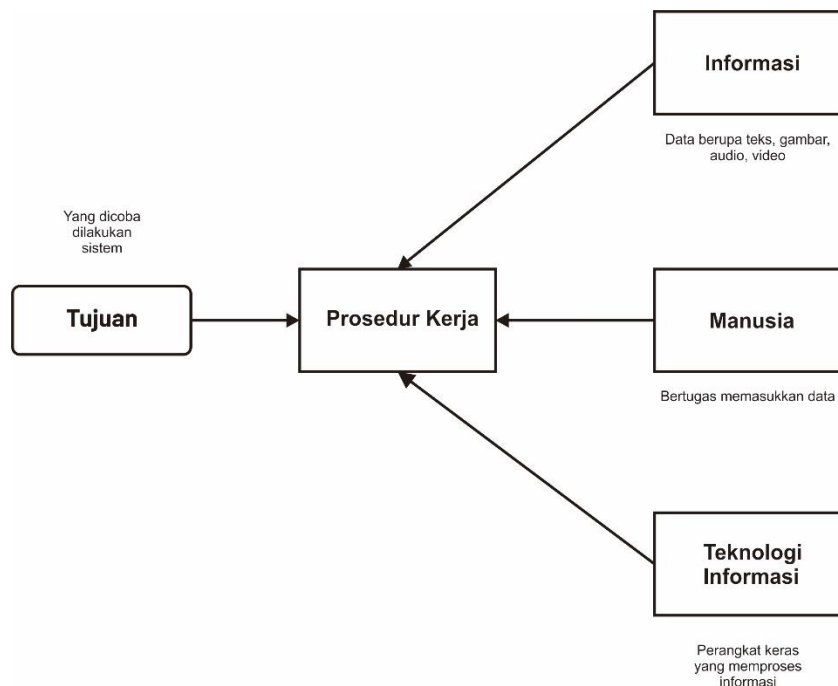 Informasi
Data berupa teks, gambar,
audio, video
Yang dicoba
dilakukan
sistem
Tujuan
Prosedur Kerja
Manusia
Bertugas memasukkan data
Teknologi
Informasi
Perangkat keras
yang memproses
informasi